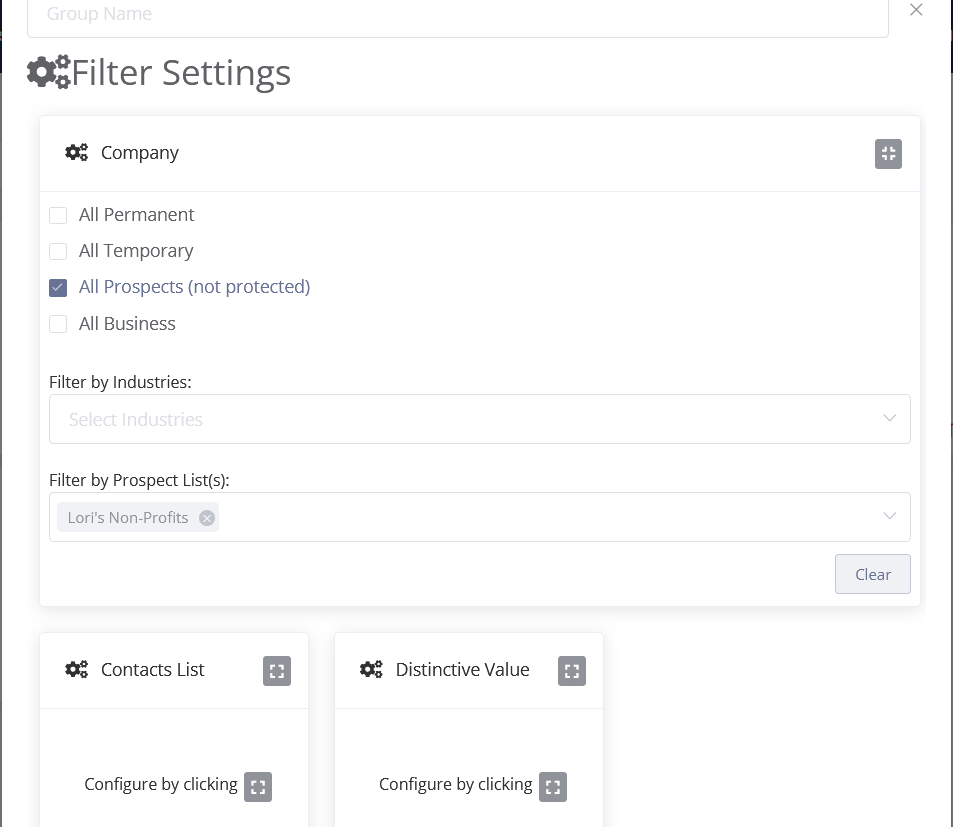 Group Name
Filter Settings
Company
All Permanent
All Temporary
All Prospects (not protected)
All Business
Filter by Industries:
Select Industries
Filter by Prospect List(s):
Lori's Non-Profits
Clear
Contacts List
Distinctive Value
Configure by clicking
Configure by clicking